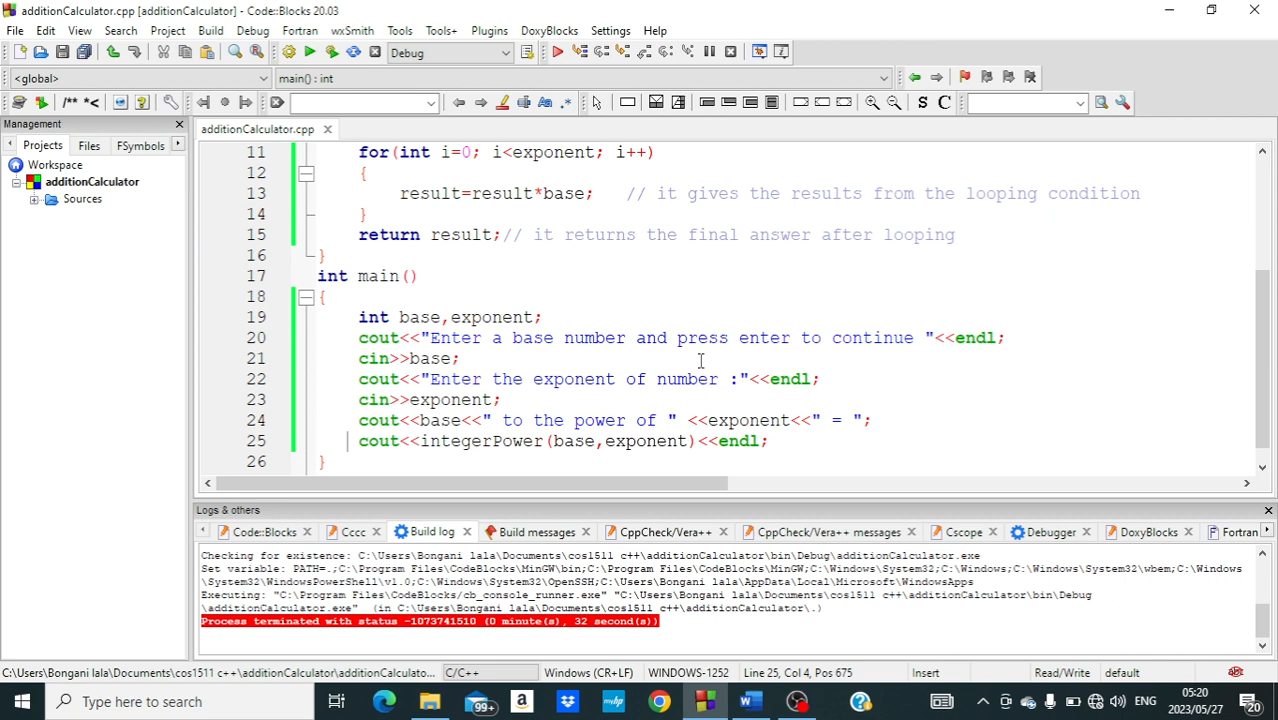 additionCalculator.cpp [additionCalculator] - Code::Blocks 20.03
File Edit View Search Project Build Debug Fortran wxSmith Tools Tools+ Plugins DoxyBlocks Settings Help
Debug
<global>
main() : int
/** *<
S C
Management
additionCalculator.cpp
Projects Files FSymbols
Workspace
additionCalculator
Sources
11 for(int i=0; i<exponent; i++)
12 {
13 result=result*base; // it gives the results from the looping condition
14 }
15 return result;// it returns the final answer after looping
16 }
17 int main()
18 {
19 int base,exponent;
20 cout<<"Enter a base number and press enter to continue "<<endl;
21 cin>>base;
22 cout<<"Enter the exponent of number :"<<endl;
23 cin>>exponent;
24 cout<<base<<" to the power of " <<exponent<<" = ";
25 cout<<integerPower(base,exponent)<<endl;
26 }
Logs & others
Code::Blocks Cccc Build log Build messages CppCheck/Vera++ CppCheck/Vera++ messages Cscope Debugger DoxyBlocks Fortran
Checking for existence: C:\Users\Bongani lala\Documents\cos1511 c++\additionCalculator\bin\Debug\additionCalculator.exe
Set variable: PATH=.;C:\Program Files\CodeBlocks\MinGW\bin;C:\Program Files\CodeBlocks\MinGW;C:\Windows\System32;C:\Windows;C:\Windows\System32\wbem;C:\Windows
\System32\WindowsPowerShell\v1.0;C:\Windows\System32\OpenSSH;C:\Users\Bongani lala\AppData\Local\Microsoft\WindowsApps
Executing: "C:\Program Files\CodeBlocks/cb_console_runner.exe" "C:\Users\Bongani lala\Documents\cos1511 c++\additionCalculator\bin\Debug
\additionCalculator.exe" (in C:\Users\Bongani lala\Documents\cos1511 c++\additionCalculator\.)
Process terminated with status -1073741510 (0 minute(s), 32 second(s))
C:\Users\Bongani lala\Documents\cos1511 c++\additionCalculator\additionCalculato... C/C++ Windows (CR+LF) WINDOWS-1252 Line 25, Col 4, Pos 675 Insert Read/Write default
Type here to search
99+
ENG
05:20
2023/05/27
20